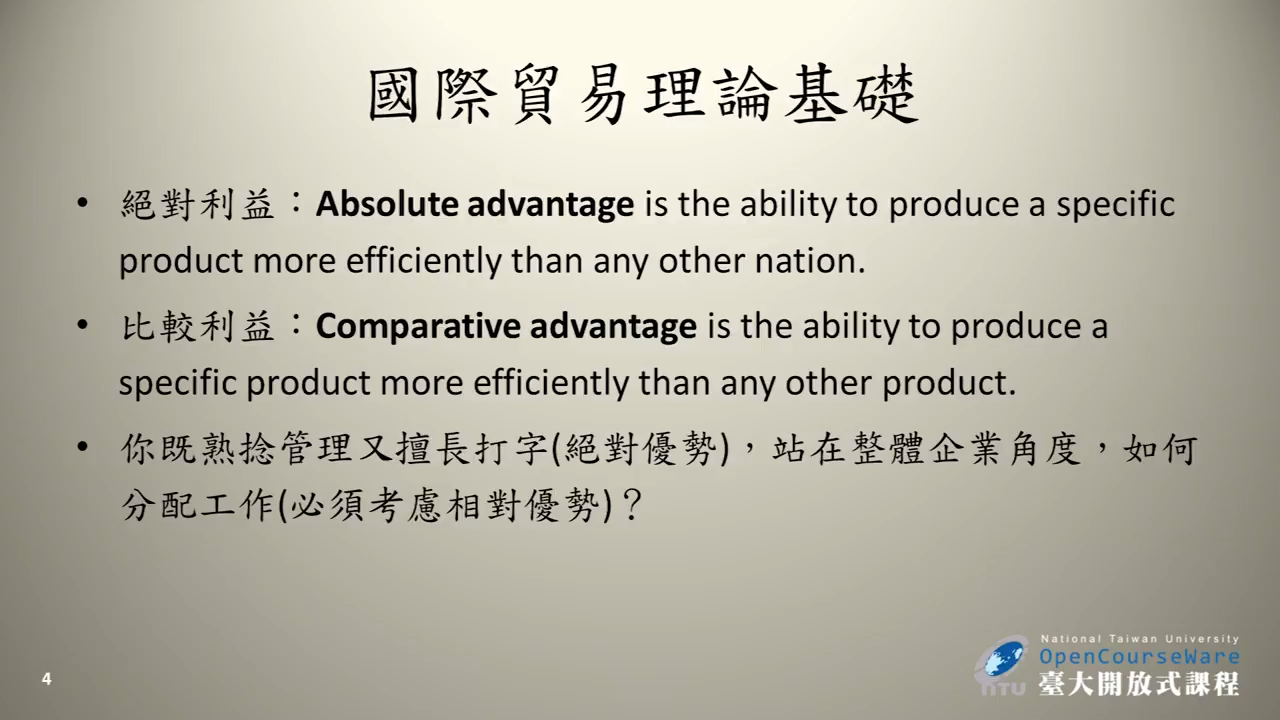 國際貿易理論基礎
• 絕對利益：Absolute advantage is the ability to produce a specific
product more efficiently than any other nation.
• 比較利益：Comparative advantage is the ability to produce a
specific product more efficiently than any other product.
• 你既熟捻管理又擅長打字(絕對優勢)，站在整體企業角度，如何
分配工作(必須考慮相對優勢)？
National Taiwan University
OpenCourseWare
臺大開放式課程
NTU
4